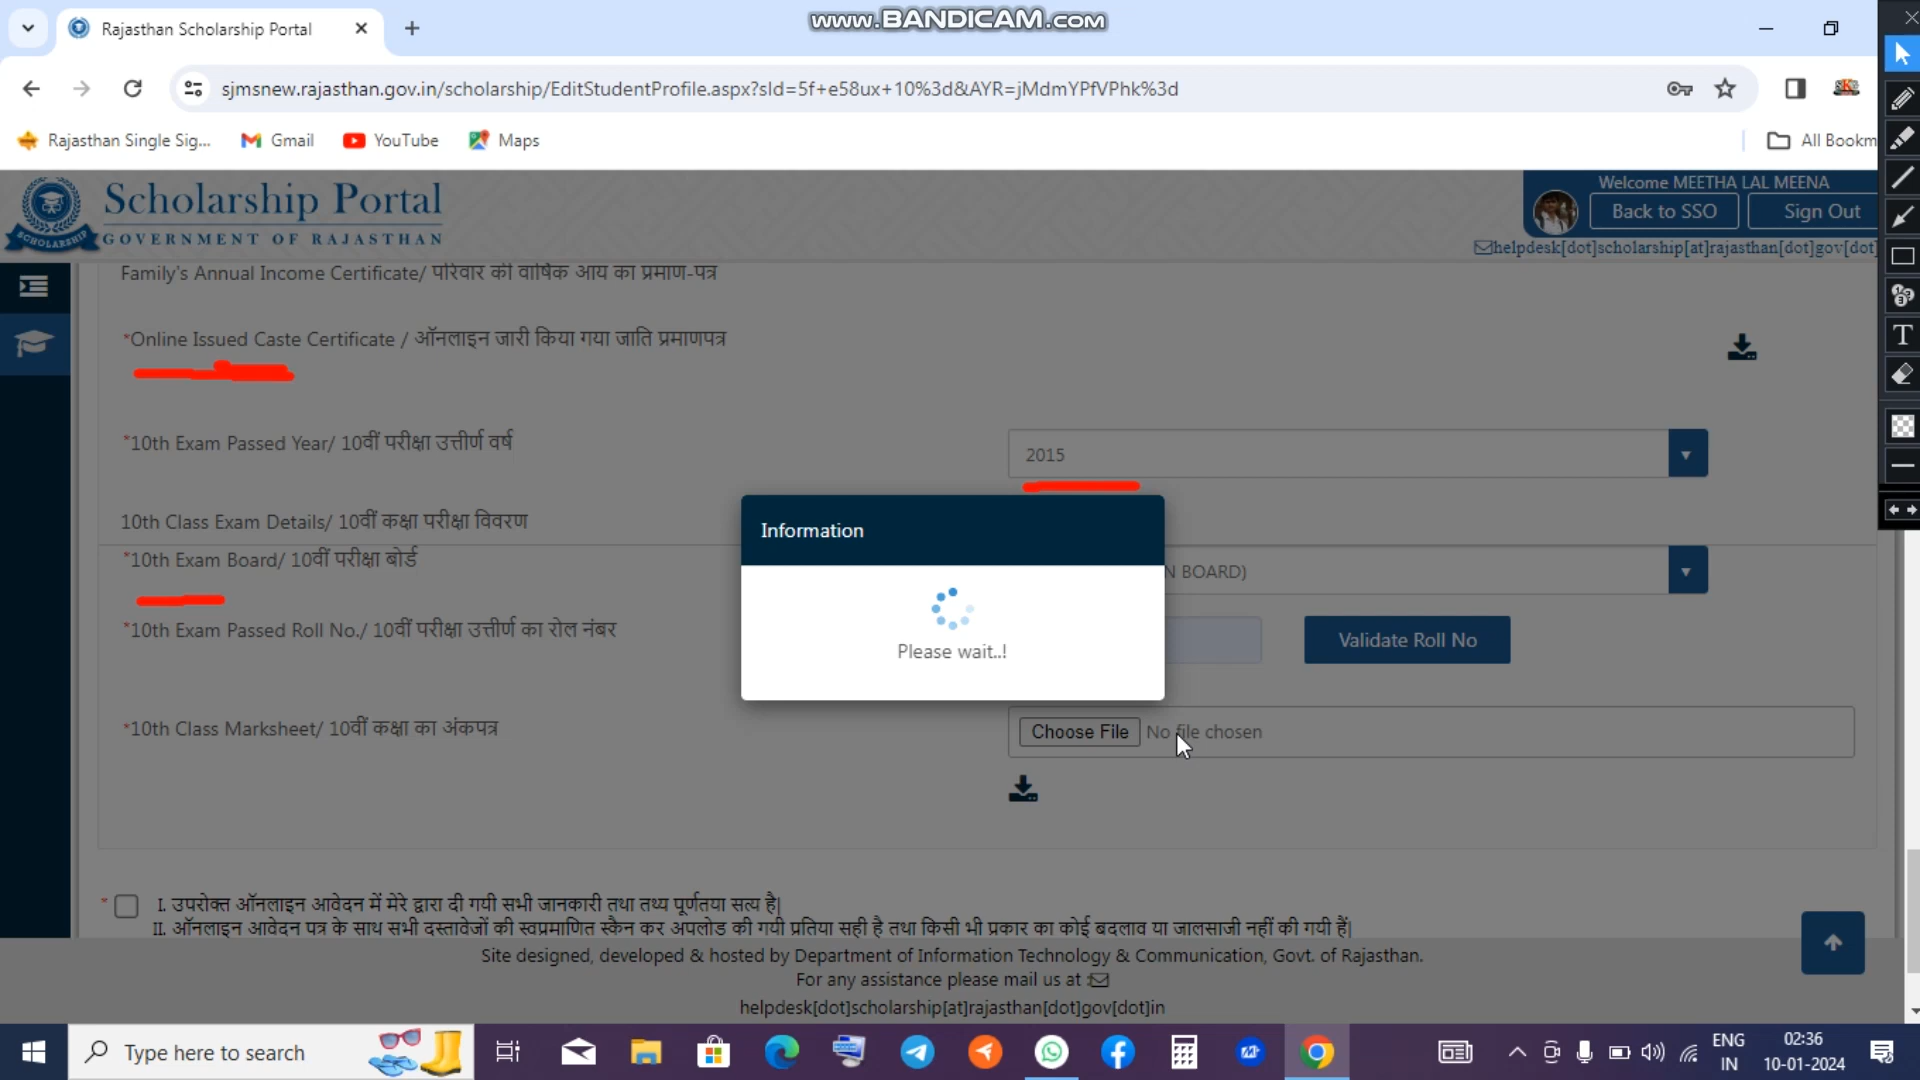 www.BANDICAM.com
Rajasthan Scholarship Portal
sjmsnew.rajasthan.gov.in/scholarship/EditStudentProfile.aspx?sId=5f+e58ux+10%3d&AYR=jMdmYPfVPhk%3d
Rajasthan Single Sig...
Gmail
YouTube
Maps
All Bookm
Scholarship Portal
GOVERNMENT OF RAJASTHAN
SCHOLARSHIP
Welcome MEETHA LAL MEENA
Back to SSO
Sign Out
helpdesk[dot]scholarship[at]rajasthan[dot]gov[dot]
Family's Annual Income Certificate/ परिवार की वार्षिक आय का प्रमाण-पत्र
*Online Issued Caste Certificate / ऑनलाइन जारी किया गया जाति प्रमाणपत्र
*10th Exam Passed Year/ 10वीं परीक्षा उत्तीर्ण वर्ष
2015
10th Class Exam Details/ 10वीं कक्षा परीक्षा विवरण
*10th Exam Board/ 10वीं परीक्षा बोर्ड
N BOARD)
*10th Exam Passed Roll No./ 10वीं परीक्षा उत्तीर्ण का रोल नंबर
Validate Roll No
Information
Please wait..!
*10th Class Marksheet/ 10वीं कक्षा का अंकपत्र
Choose File No file chosen
* I. उपरोक्त ऑनलाइन आवेदन में मेरे द्वारा दी गयी सभी जानकारी तथा तथ्य पूर्णतया सत्य है|
II. ऑनलाइन आवेदन पत्र के साथ सभी दस्तावेजों की स्वप्रमाणित स्कैन कर अपलोड की गयी प्रतिया सही है तथा किसी भी प्रकार का कोई बदलाव या जालसाजी नहीं की गयी हैं|
Site designed, developed & hosted by Department of Information Technology & Communication, Govt. of Rajasthan.
For any assistance please mail us at :
helpdesk[dot]scholarship[at]rajasthan[dot]gov[dot]in
Type here to search
ENG
IN
02:36
10-01-2024